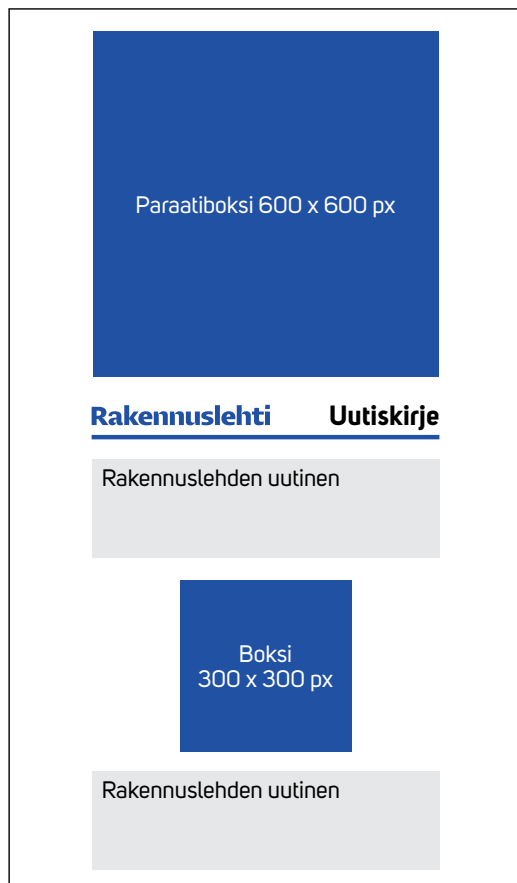 Paraatiboksi 600 x 600 px
Rakennuslehti Uutiskirje
Rakennuslehden uutinen
Boksi
300 x 300 px
Rakennuslehden uutinen